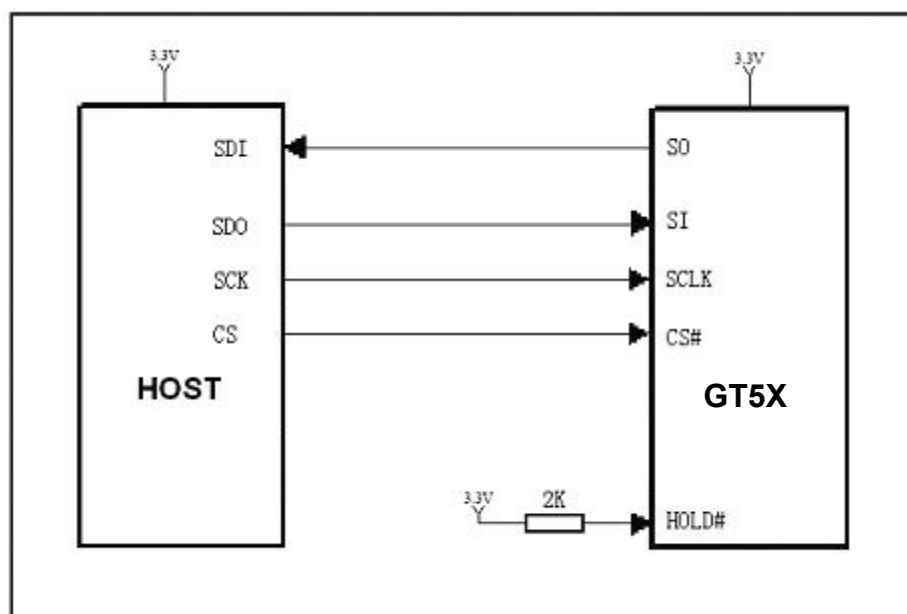 3.3V 3.3V
SDI SO
SDO SI
SCK SCLK
CS CS#
HOST GT5X
3.3V 2K HOLD#